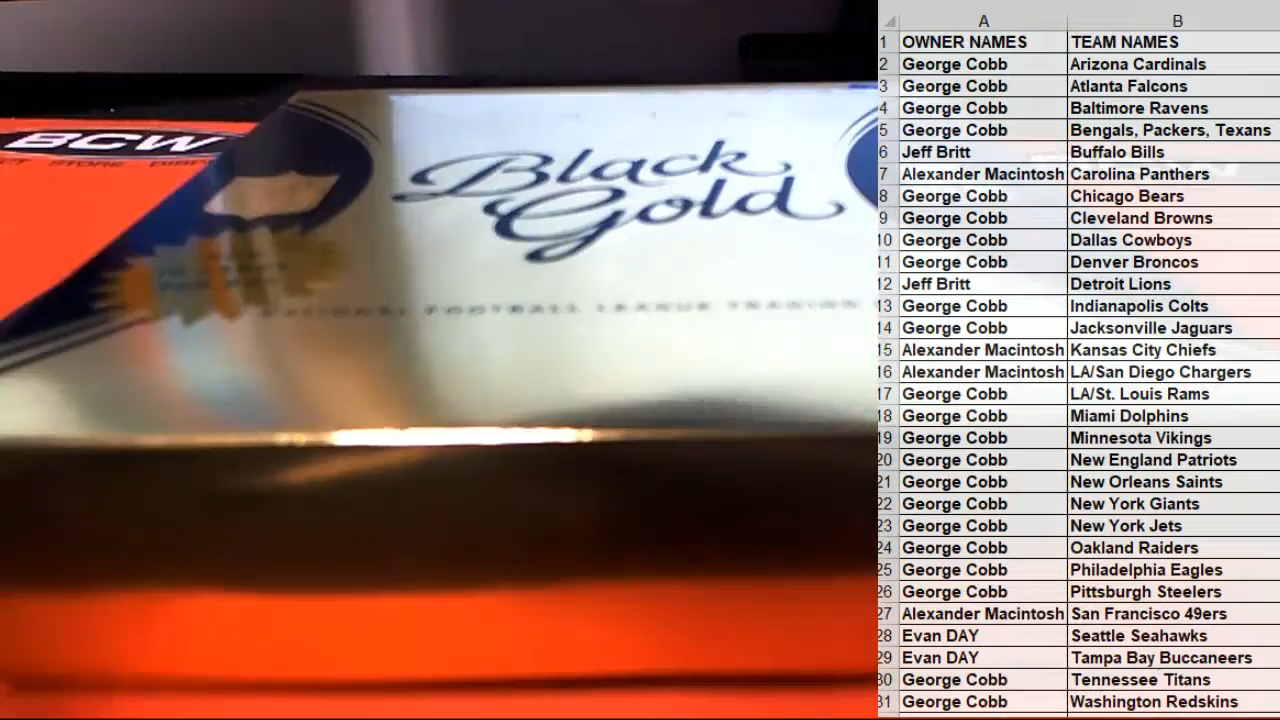 BCW
Black
Gold
NATIONAL FOOTBALL LEAGUE TRADING
A B
1 OWNER NAMES TEAM NAMES
2 George Cobb Arizona Cardinals
3 George Cobb Atlanta Falcons
4 George Cobb Baltimore Ravens
5 George Cobb Bengals, Packers, Texans
6 Jeff Britt Buffalo Bills
7 Alexander Macintosh Carolina Panthers
8 George Cobb Chicago Bears
9 George Cobb Cleveland Browns
10 George Cobb Dallas Cowboys
11 George Cobb Denver Broncos
12 Jeff Britt Detroit Lions
13 George Cobb Indianapolis Colts
14 George Cobb Jacksonville Jaguars
15 Alexander Macintosh Kansas City Chiefs
16 Alexander Macintosh LA/San Diego Chargers
17 George Cobb LA/St. Louis Rams
18 George Cobb Miami Dolphins
19 George Cobb Minnesota Vikings
20 George Cobb New England Patriots
21 George Cobb New Orleans Saints
22 George Cobb New York Giants
23 George Cobb New York Jets
24 George Cobb Oakland Raiders
25 George Cobb Philadelphia Eagles
26 George Cobb Pittsburgh Steelers
27 Alexander Macintosh San Francisco 49ers
28 Evan DAY Seattle Seahawks
29 Evan DAY Tampa Bay Buccaneers
30 George Cobb Tennessee Titans
31 George Cobb Washington Redskins